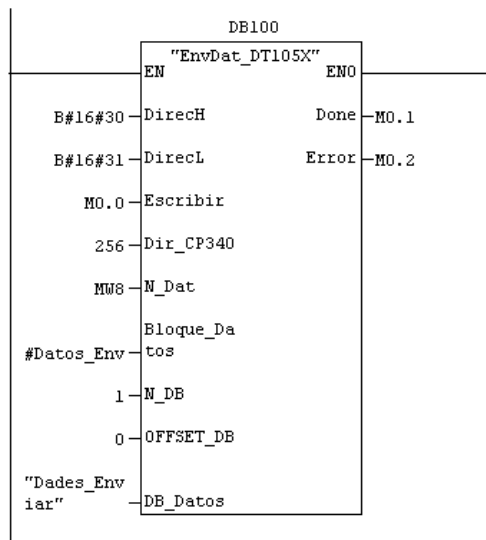 DB100
"EnvDat_DT105X"
EN ENO
B#16#30 DirecH Done M0.1
B#16#31 DirecL Error M0.2
M0.0 Escribir
256 Dir_CP340
MW8 N_Dat
Bloque_Da
#Datos_Env tos
1 N_DB
0 OFFSET_DB
"Dades_Env
iar" DB_Datos